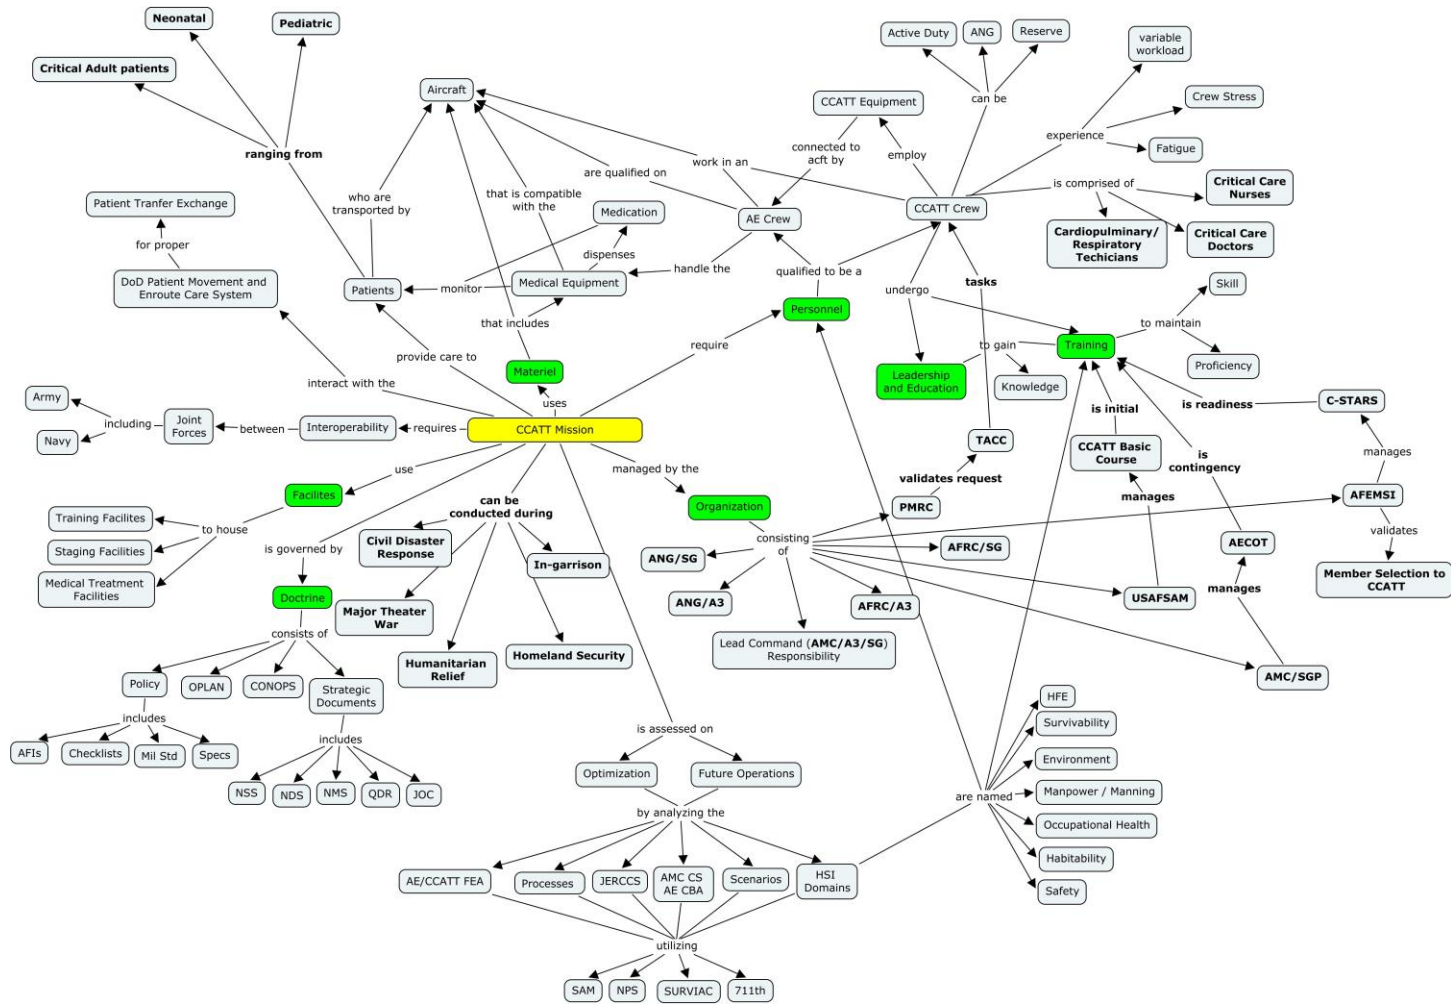 Neonatal
Pediatric
Critical Adult patients
ranging from
Aircraft
who are
transported by
that is compatible
with the
are qualified on
work in an
Active Duty
ANG
Reserve
can be
variable
workload
Crew Stress
experience
Fatigue
CCATT Equipment
connected to
acft by
employ
is comprised of
Critical Care
Nurses
Cardiopulminary/
Respiratory
Techicians
Critical Care
Doctors
Patient Tranfer Exchange
for proper
DoD Patient Movement and
Enroute Care System
Medication
AE Crew
CCATT Crew
dispenses
Patients
monitor
Medical Equipment
handle the
qualified to be a
tasks
undergo
Skill
to maintain
Proficiency
that includes
Personnel
provide care to
require
Training
to gain
Leadership
and Education
Knowledge
Materiel
interact with the
uses
Army
Navy
including
Joint
Forces
between
Interoperability
requires
CCATT Mission
is initial
is readiness
C-STARS
TACC
CCATT Basic
Course
is
contingency
manages
use
managed by the
validates request
Facilites
can be
conducted during
Organization
PMRC
manages
AFEMSI
Training Facilites
to house
Staging Facilities
Medical Treatment
Facilities
is governed by
Civil Disaster
Response
In-garrison
consisting
of
ANG/SG
AFRC/SG
AECOT
validates
Member Selection to
CCATT
Doctrine
Major Theater
War
ANG/A3
AFRC/A3
USAFSAM
manages
consists of
Humanitarian
Relief
Homeland Security
Lead Command (AMC/A3/SG)
Responsibility
AMC/SGP
Policy
OPLAN
CONOPS
Strategic
Documents
includes
AFIs
Checklists
Mil Std
Specs
includes
NSS
NDS
NMS
QDR
JOC
is assessed on
Optimization
Future Operations
by analyzing the
AE/CCATT FEA
Processes
JERCCS
AMC CS
AE CBA
Scenarios
HSI
Domains
are named
HFE
Survivability
Environment
Manpower / Manning
Occupational Health
Habitability
Safety
utilizing
SAM
NPS
SURVIAC
711th